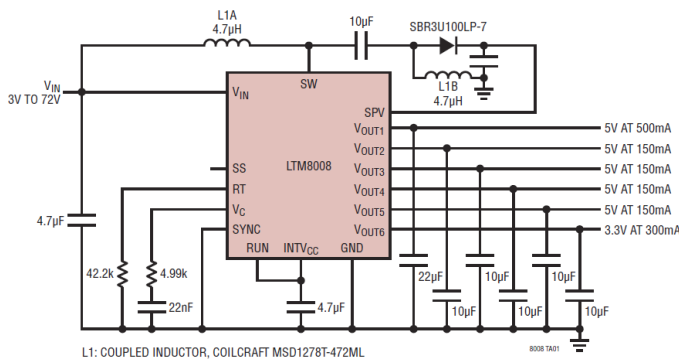 L1A
4.7µH
10µF
SBR3U100LP-7
L1B
4.7µH
VIN
3V TO 72V
VIN
SW
SPV
VOUT1
5V AT 500mA
VOUT2
5V AT 150mA
SS
LTM8008
VOUT3
5V AT 150mA
RT
VOUT4
5V AT 150mA
VC
VOUT5
5V AT 150mA
4.7µF
SYNC
VOUT6
3.3V AT 300mA
RUN
INTVCC
GND
42.2k
4.99k
22µF
10µF
10µF
22nF
4.7µF
10µF
10µF
10µF
8008 TA01
L1: COUPLED INDUCTOR, COILCRAFT MSD1278T-472ML